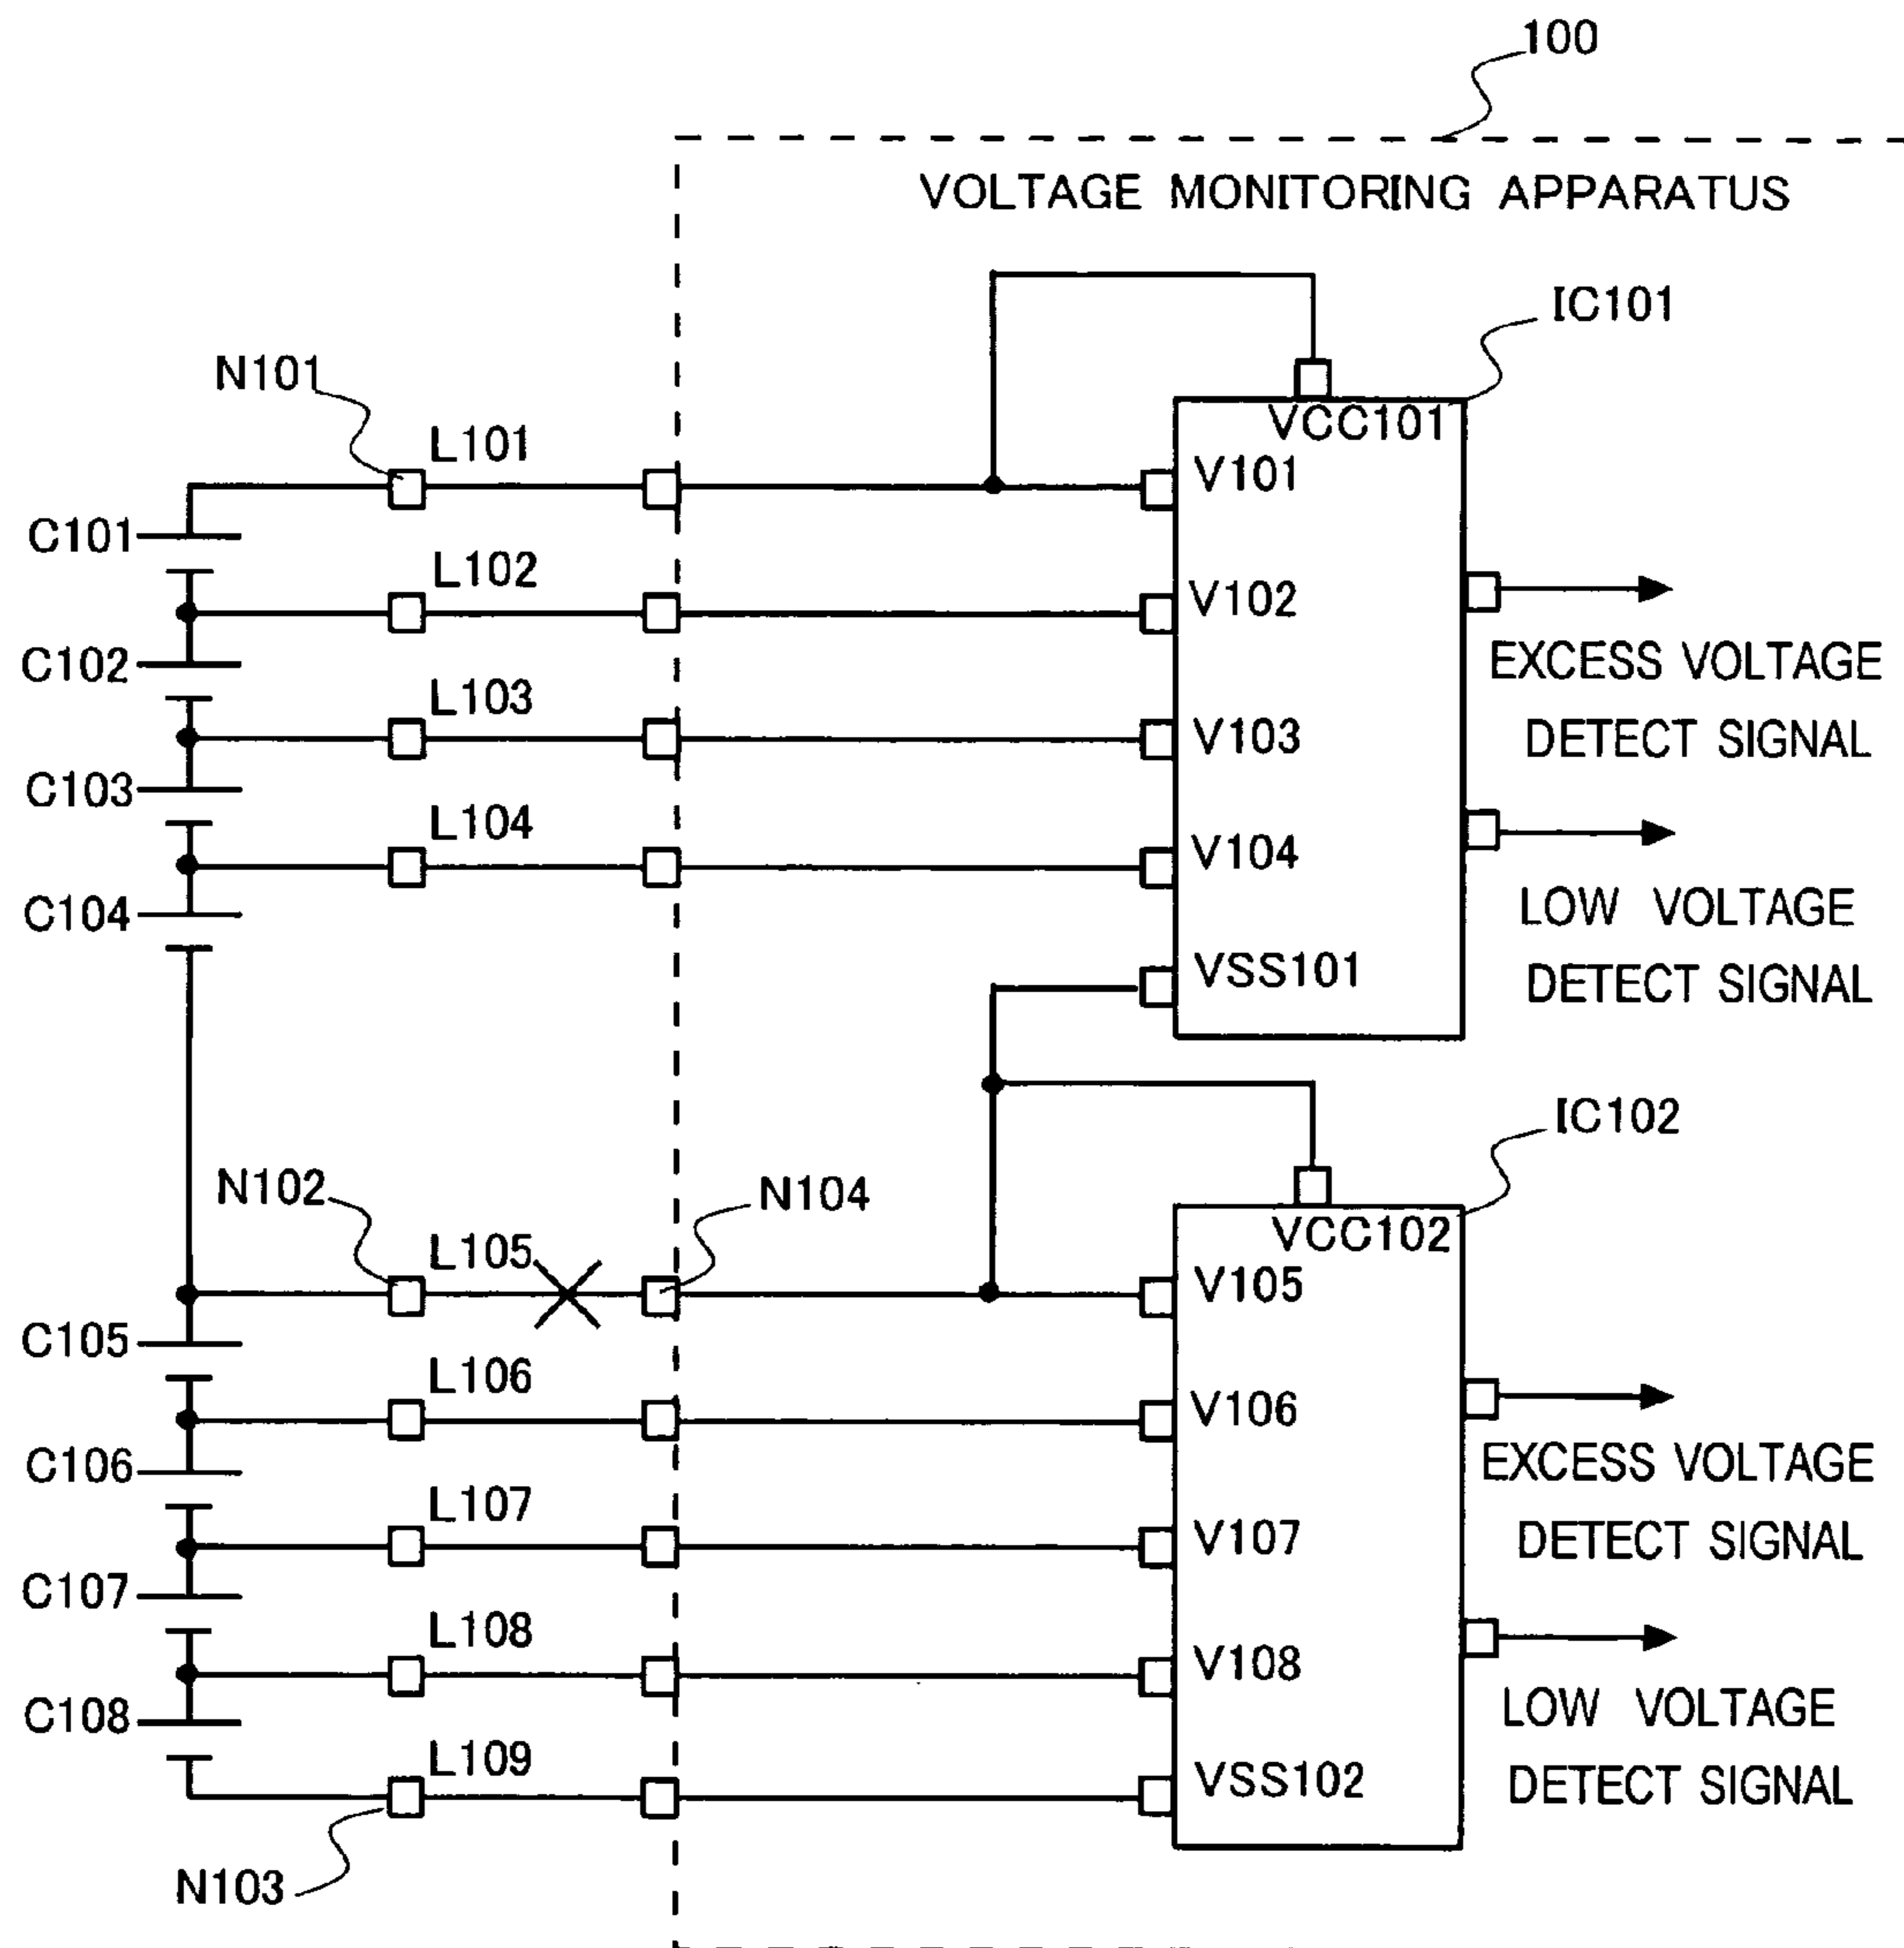 100
VOLTAGE MONITORING APPARATUS
IC101
N101
VCC101
L101
V101
C101
L102
V102
EXCESS VOLTAGE
DETECT SIGNAL
C102
L103
V103
C103
L104
V104
LOW VOLTAGE
DETECT SIGNAL
C104
VSS101
IC102
N102
N104
VCC102
L105
V105
C105
L106
V106
EXCESS VOLTAGE
DETECT SIGNAL
C106
L107
V107
C107
L108
V108
LOW VOLTAGE
DETECT SIGNAL
C108
L109
VSS102
N103